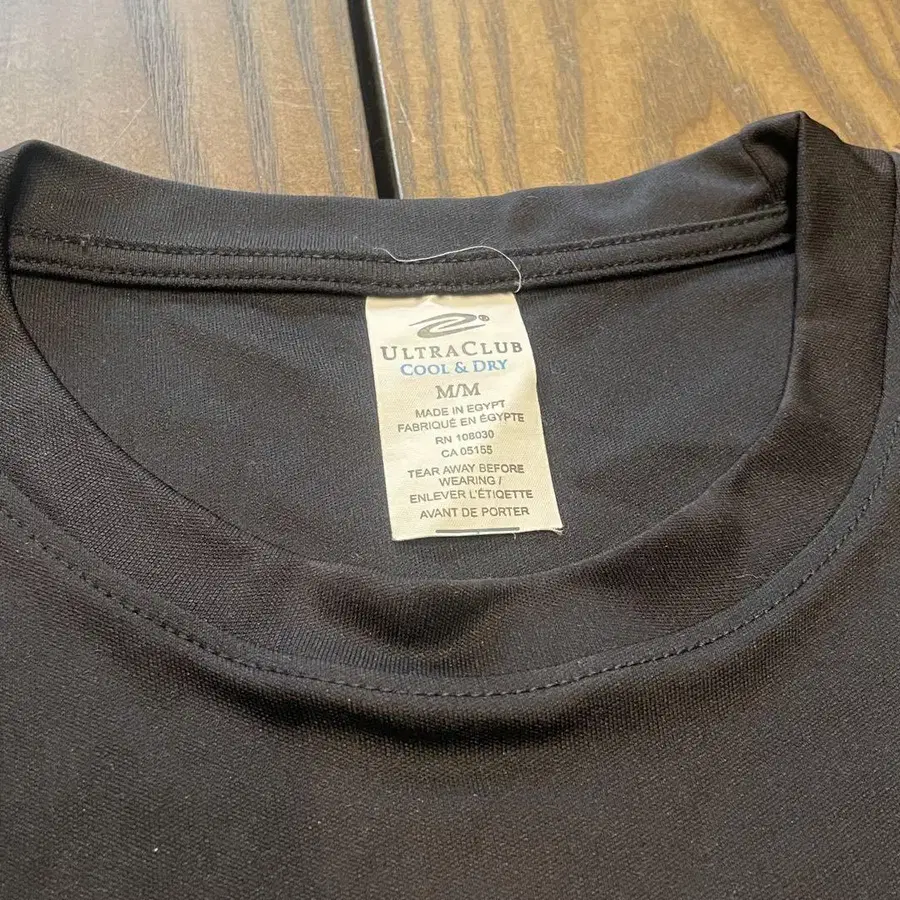 ®
ULTRACLUB
COOL & DRY
M/M
MADE IN EGYPT
FABRIQUÉ EN ÉGYPTE
RN 108030
CA 05155
TEAR AWAY BEFORE
WEARING /
ENLEVER L'ÉTIQETTE
AVANT DE PORTER